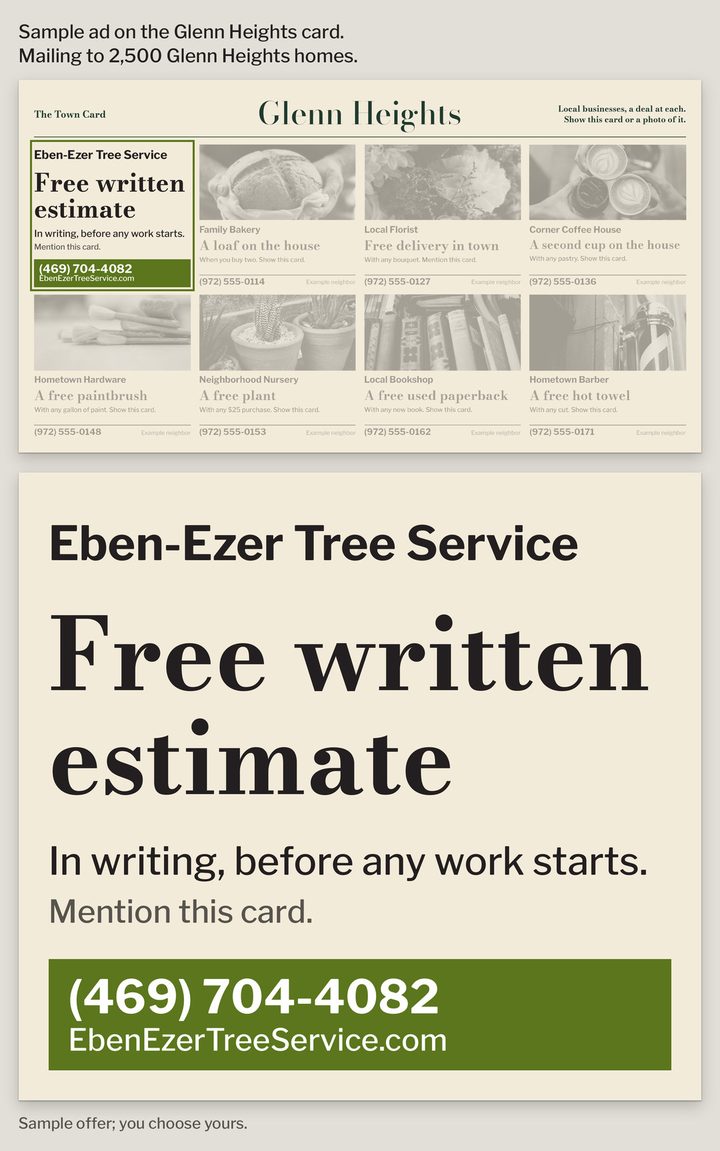 Sample ad on the Glenn Heights card.
Mailing to 2,500 Glenn Heights homes.
The Town Card
Glenn Heights
Local businesses, a deal at each.
Show this card or a photo of it.
Eben-Ezer Tree Service
Free written
estimate
In writing, before any work starts.
Mention this card.
(469) 704-4082
EbenEzerTreeService.com
Family Bakery
A loaf on the house
When you buy two. Show this card.
(972) 555-0114
Example neighbor
Local Florist
Free delivery in town
With any bouquet. Mention this card.
(972) 555-0127
Example neighbor
Corner Coffee House
A second cup on the house
With any pastry. Show this card.
(972) 555-0136
Example neighbor
Hometown Hardware
A free paintbrush
With any gallon of paint. Show this card.
(972) 555-0148
Example neighbor
Neighborhood Nursery
A free plant
With any $25 purchase. Show this card.
(972) 555-0153
Example neighbor
Local Bookshop
A free used paperback
With any new book. Show this card.
(972) 555-0162
Example neighbor
Hometown Barber
A free hot towel
With any cut. Show this card.
(972) 555-0171
Example neighbor
Eben-Ezer Tree Service
Free written
estimate
In writing, before any work starts.
Mention this card.
(469) 704-4082
EbenEzerTreeService.com
Sample offer; you choose yours.